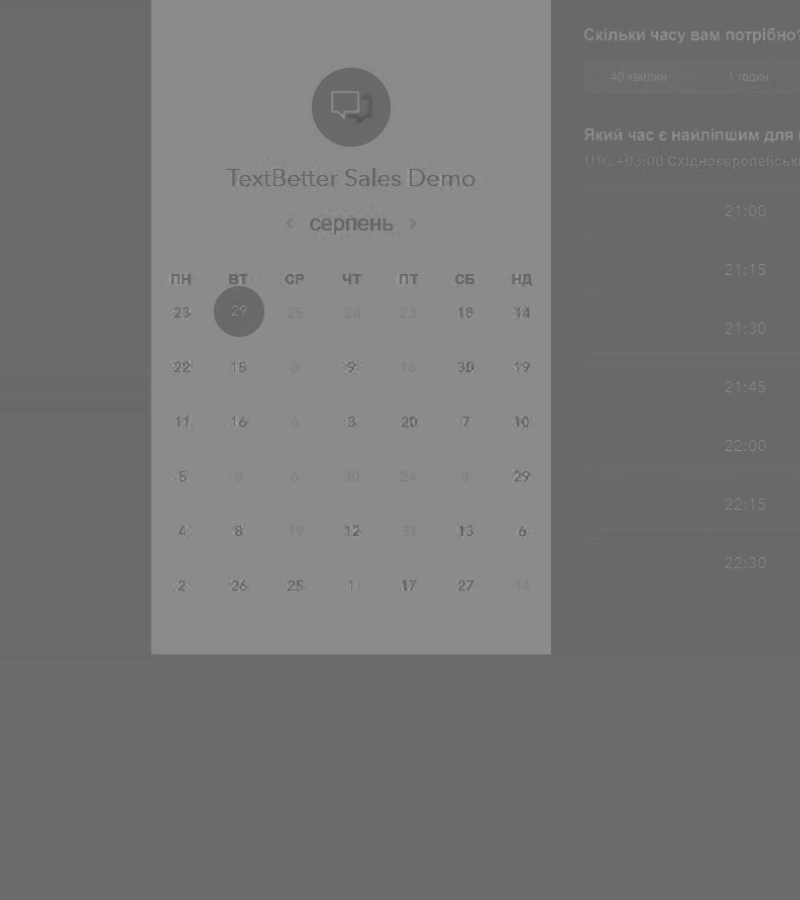 TextBetter Sales Demo
‹ серпень ›
ПН ВТ СР ЧТ ПТ СБ НД
23 29 25 28 23 18 14
22 15 8 9 16 30 19
11 16 6 3 20 7 10
5 8 6 30 24 8 29
4 8 19 12 31 13 6
2 26 25 1 17 27 14
Скільки часу вам потрібно?
40 хвилин 1 годин
Який час є найліпшим для
UTC +03:00
21:00
21:15
21:30
21:45
22:00
22:15
22:30